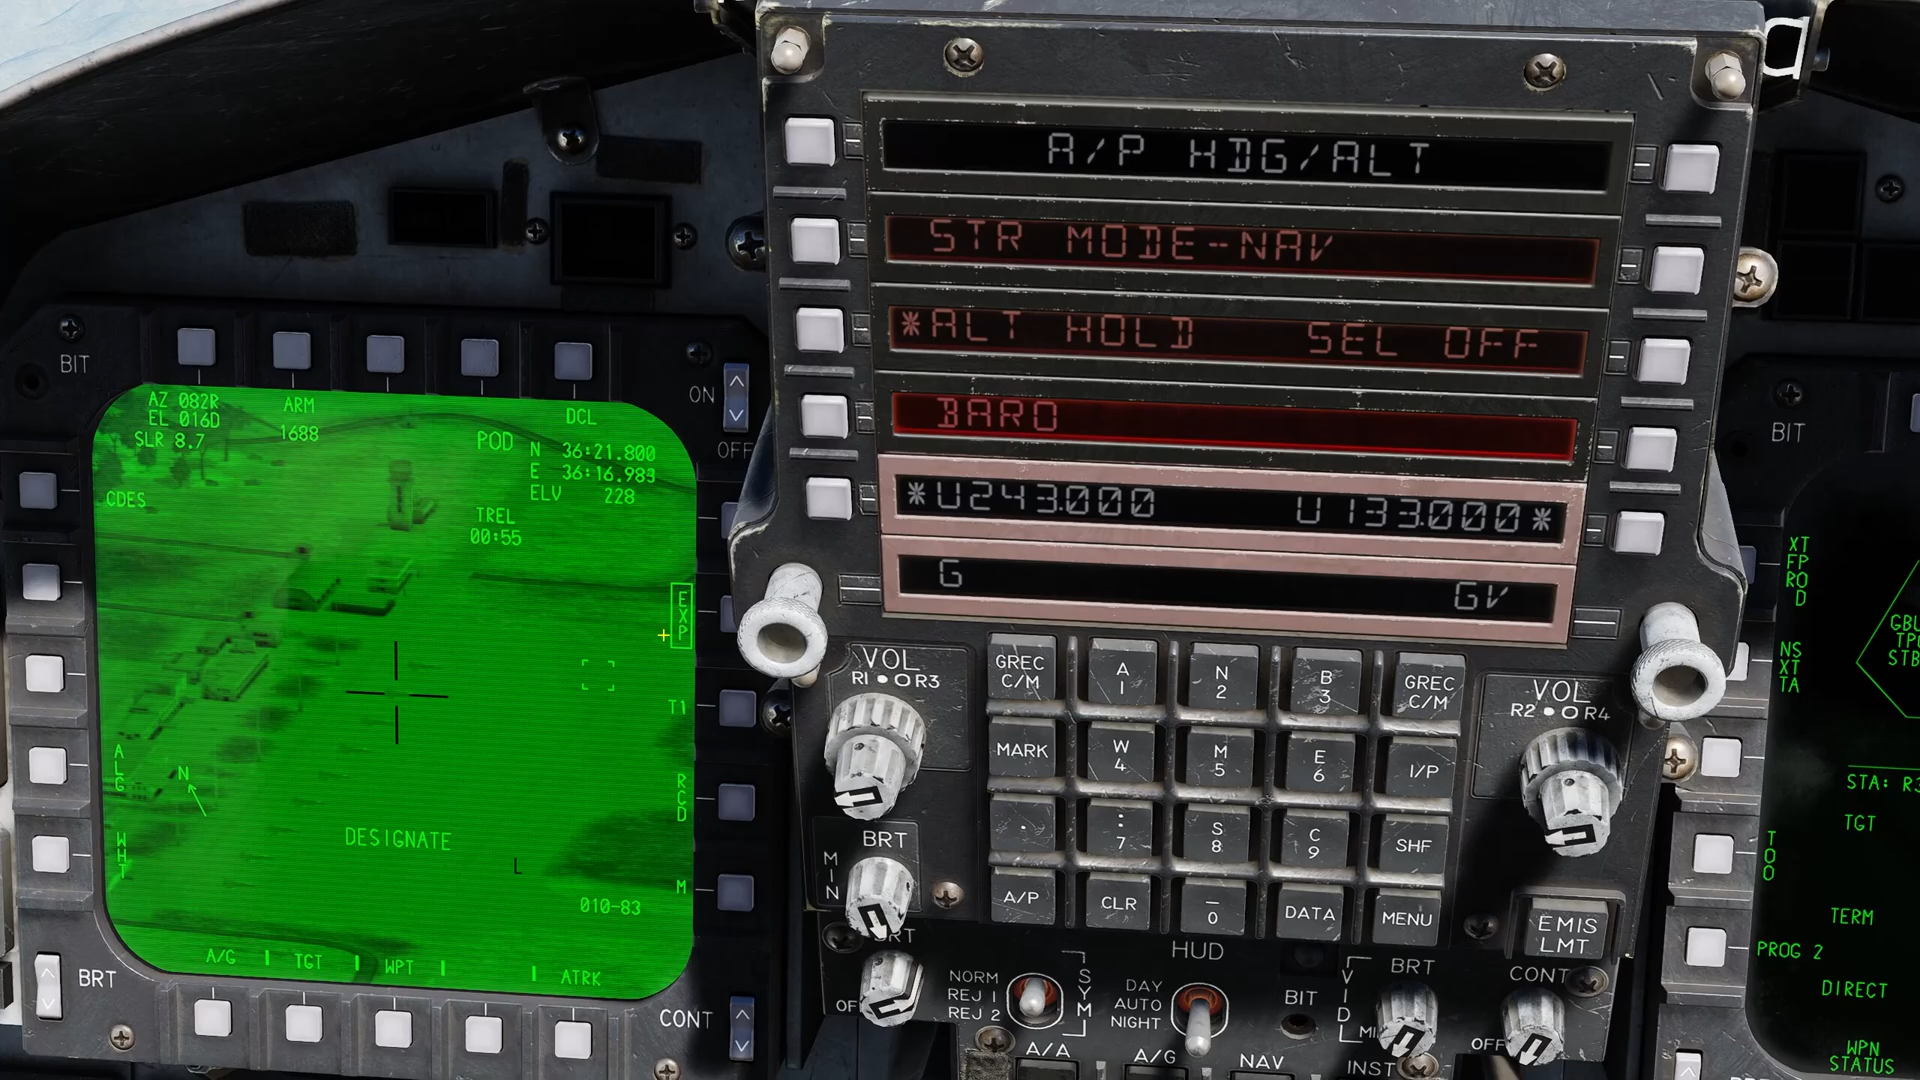 A/P HDG/ALT
STR MODE-NAV
*ALT HOLD SEL OFF
BARO
*U243.000 U133.000*
G GV
BIT
ON
OFF
AZ 082R
EL 016D
SLR 8.7
ARM
1688
DCL
POD
N 36:21.800
E 36:16.983
ELV 228
TREL
00:55
CDES
EXP
T1
RCD
M
ALG
WHT
N
DESIGNATE
L
010-83
A/G TGT WPT ATRK
BRT
CONT
VOL
R1 R3
GREC C/M
A 1
N 2
B 3
GREC C/M
MARK
W 4
M 5
E 6
I/P
.
: 7
S 8
C 9
SHF
A/P
CLR
— 0
DATA
MENU
VOL
R2 R4
BRT
MIN
EMIS LMT
HUD
BRT
NORM
REJ 1
REJ 2
SYM
DAY
AUTO
NIGHT
BIT
VID
BRT
CONT
OFF
A/A
A/G
NAV
INST
BIT
XT
FP
RO
D
NS
XT
TA
STA:
TGT
TOO
TERM
PROG 2
DIRECT
WPN
STATUS